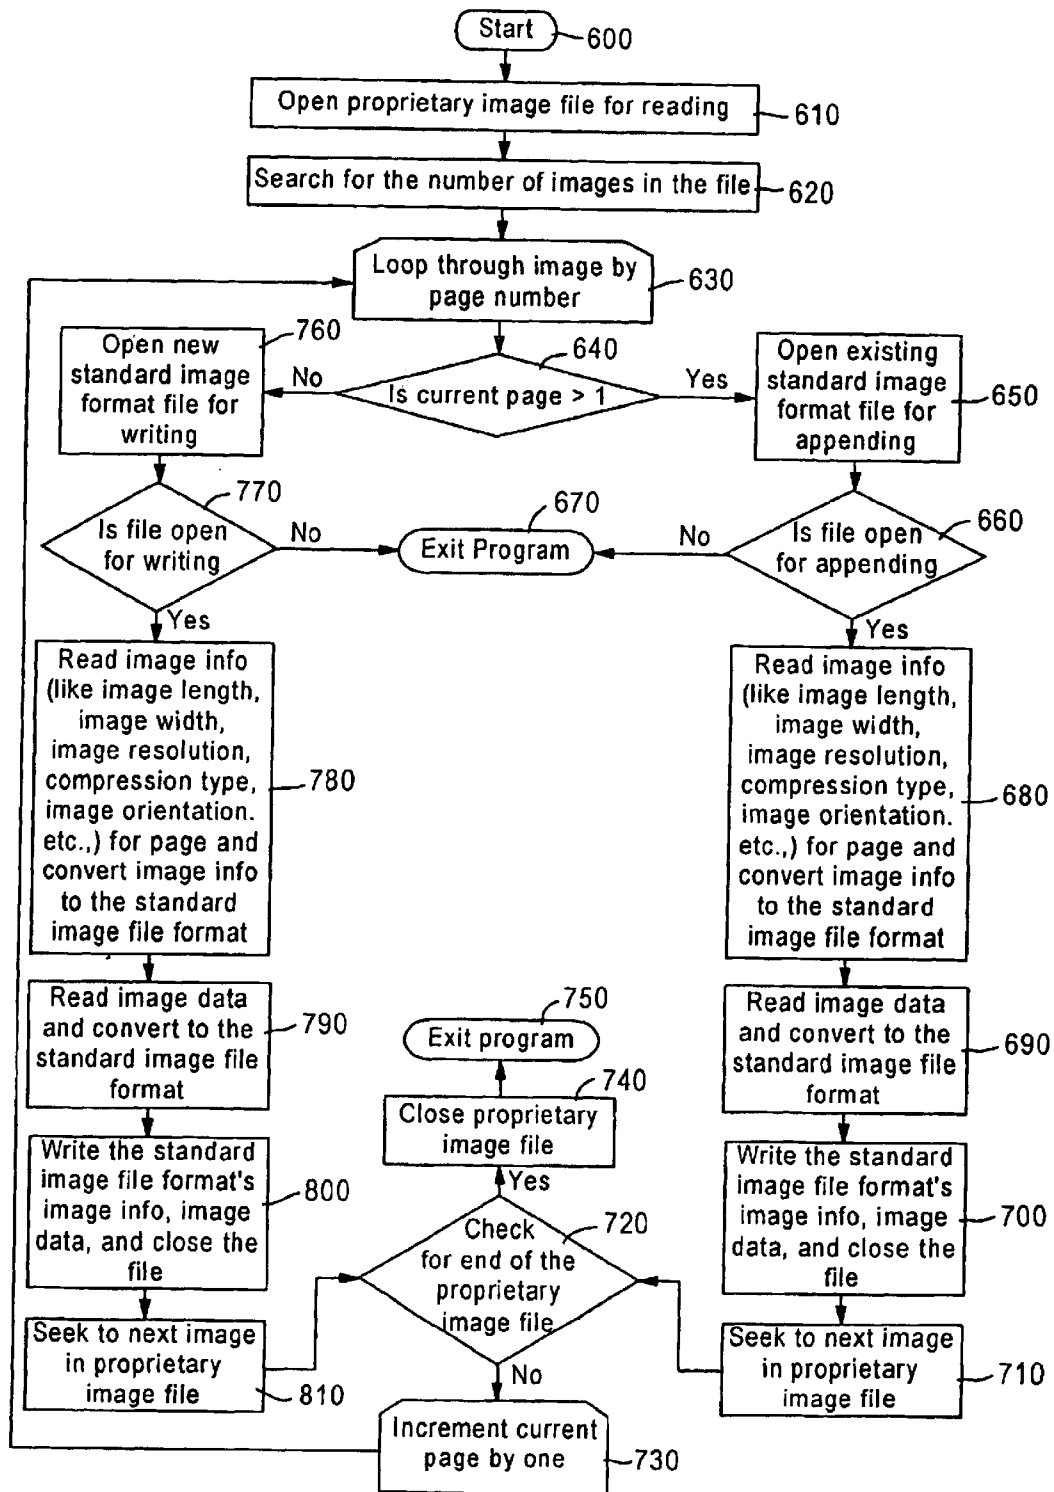 Start
600
Open proprietary image file for reading
610
Search for the number of images in the file
620
Loop through image by
page number
630
760
Open new
standard image
format file for
writing
No
640
Is current page > 1
Yes
Open existing
standard image
format file for
appending
650
770
Is file open
for writing
No
670
Exit Program
No
Is file open
for appending
660
Yes
Yes
Read image info
(like image length,
image width,
image resolution,
compression type,
image orientation.
etc.,) for page and
convert image info
to the standard
image file format
780
Read image info
(like image length,
image width,
image resolution,
compression type,
image orientation.
etc.,) for page and
convert image info
to the standard
image file format
680
Read image data
and convert to the
standard image file
format
790
750
Exit program
740
Close proprietary
image file
Read image data
and convert to the
standard image file
format
690
Write the standard
image file format's
image info, image
data, and close the
file
800
Yes
Check
for end of the
proprietary
image file
720
Write the standard
image file format's
image info, image
data, and close the
file
700
Seek to next image
in proprietary
image file
810
No
Seek to next image
in proprietary
image file
710
Increment current
page by one
730